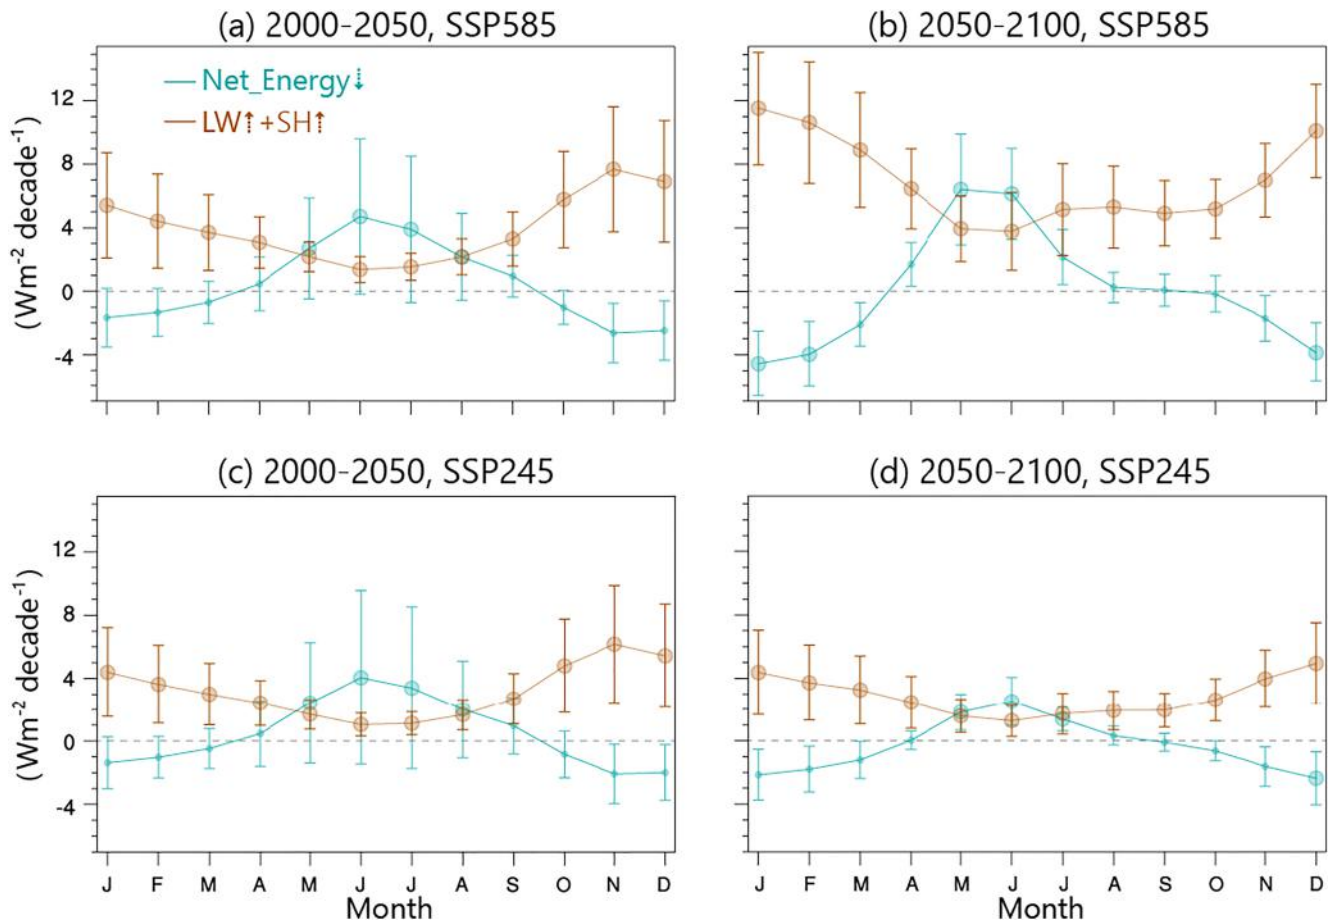 (a) 2000-2050, SSP585
(b) 2050-2100, SSP585
Net_Energy⇣
LW⇡+SH⇡
12
8
4
0
-4
(Wm⁻² decade⁻¹)
(c) 2000-2050, SSP245
(d) 2050-2100, SSP245
12
8
4
0
-4
(Wm⁻² decade⁻¹)
J F M A M J J A S O N D
J F M A M J J A S O N D
Month
Month